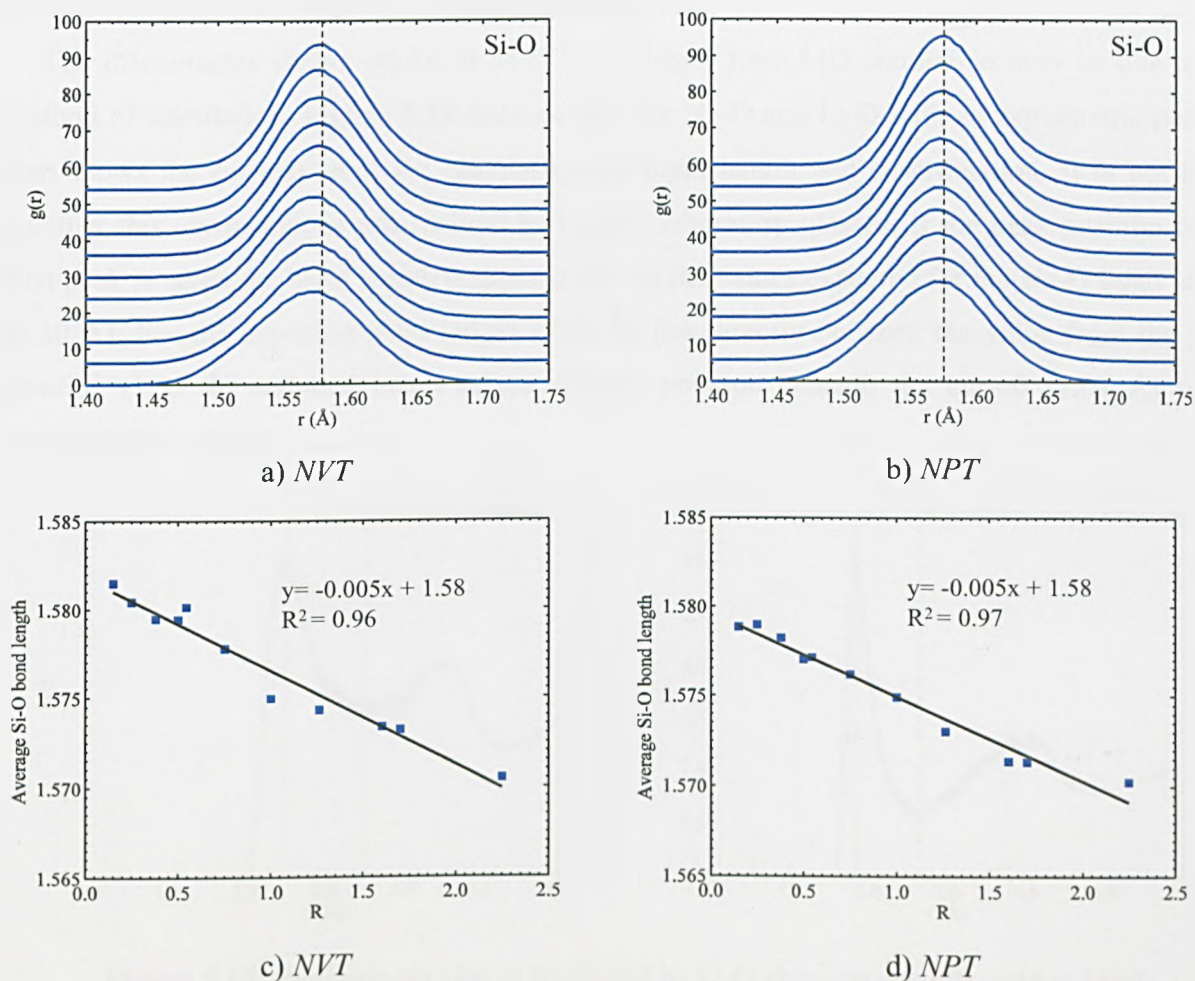 Si-O
100
90
80
70
60
50
40
30
20
10
0
g(r)
1.40 1.45 1.50 1.55 1.60 1.65 1.70 1.75
r (Å)
a) NVT
Si-O
100
90
80
70
60
50
40
30
20
10
0
g(r)
1.40 1.45 1.50 1.55 1.60 1.65 1.70 1.75
r (Å)
b) NPT
1.585
1.580
1.575
1.570
1.565
Average Si-O bond length
y= -0.005x + 1.58
R² = 0.96
0.0 0.5 1.0 1.5 2.0 2.5
R
c) NVT
1.585
1.580
1.575
1.570
1.565
Average Si-O bond length
y= -0.005x + 1.58
R² = 0.97
0.0 0.5 1.0 1.5 2.0 2.5
R
d) NPT